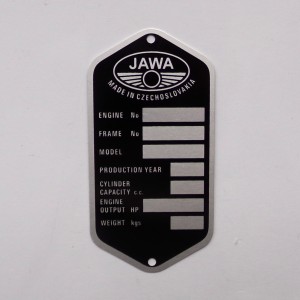 JAWA
MADE IN CZECHOSLOVAKIA
ENGINE No
FRAME No
MODEL
PRODUCTION YEAR
CYLINDER
CAPACITY c.c.
ENGINE
OUTPUT HP
WEIGHT kgs